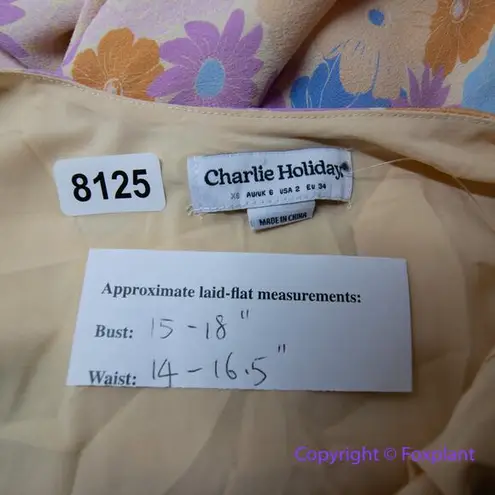 8125
Charlie Holiday.
XS AU/UK 6 USA 2 EU 34
MADE IN CHINA
Approximate laid-flat measurements:
Bust: 15 - 18"
Waist: 14 - 16.5"
Copyright © Foxplant